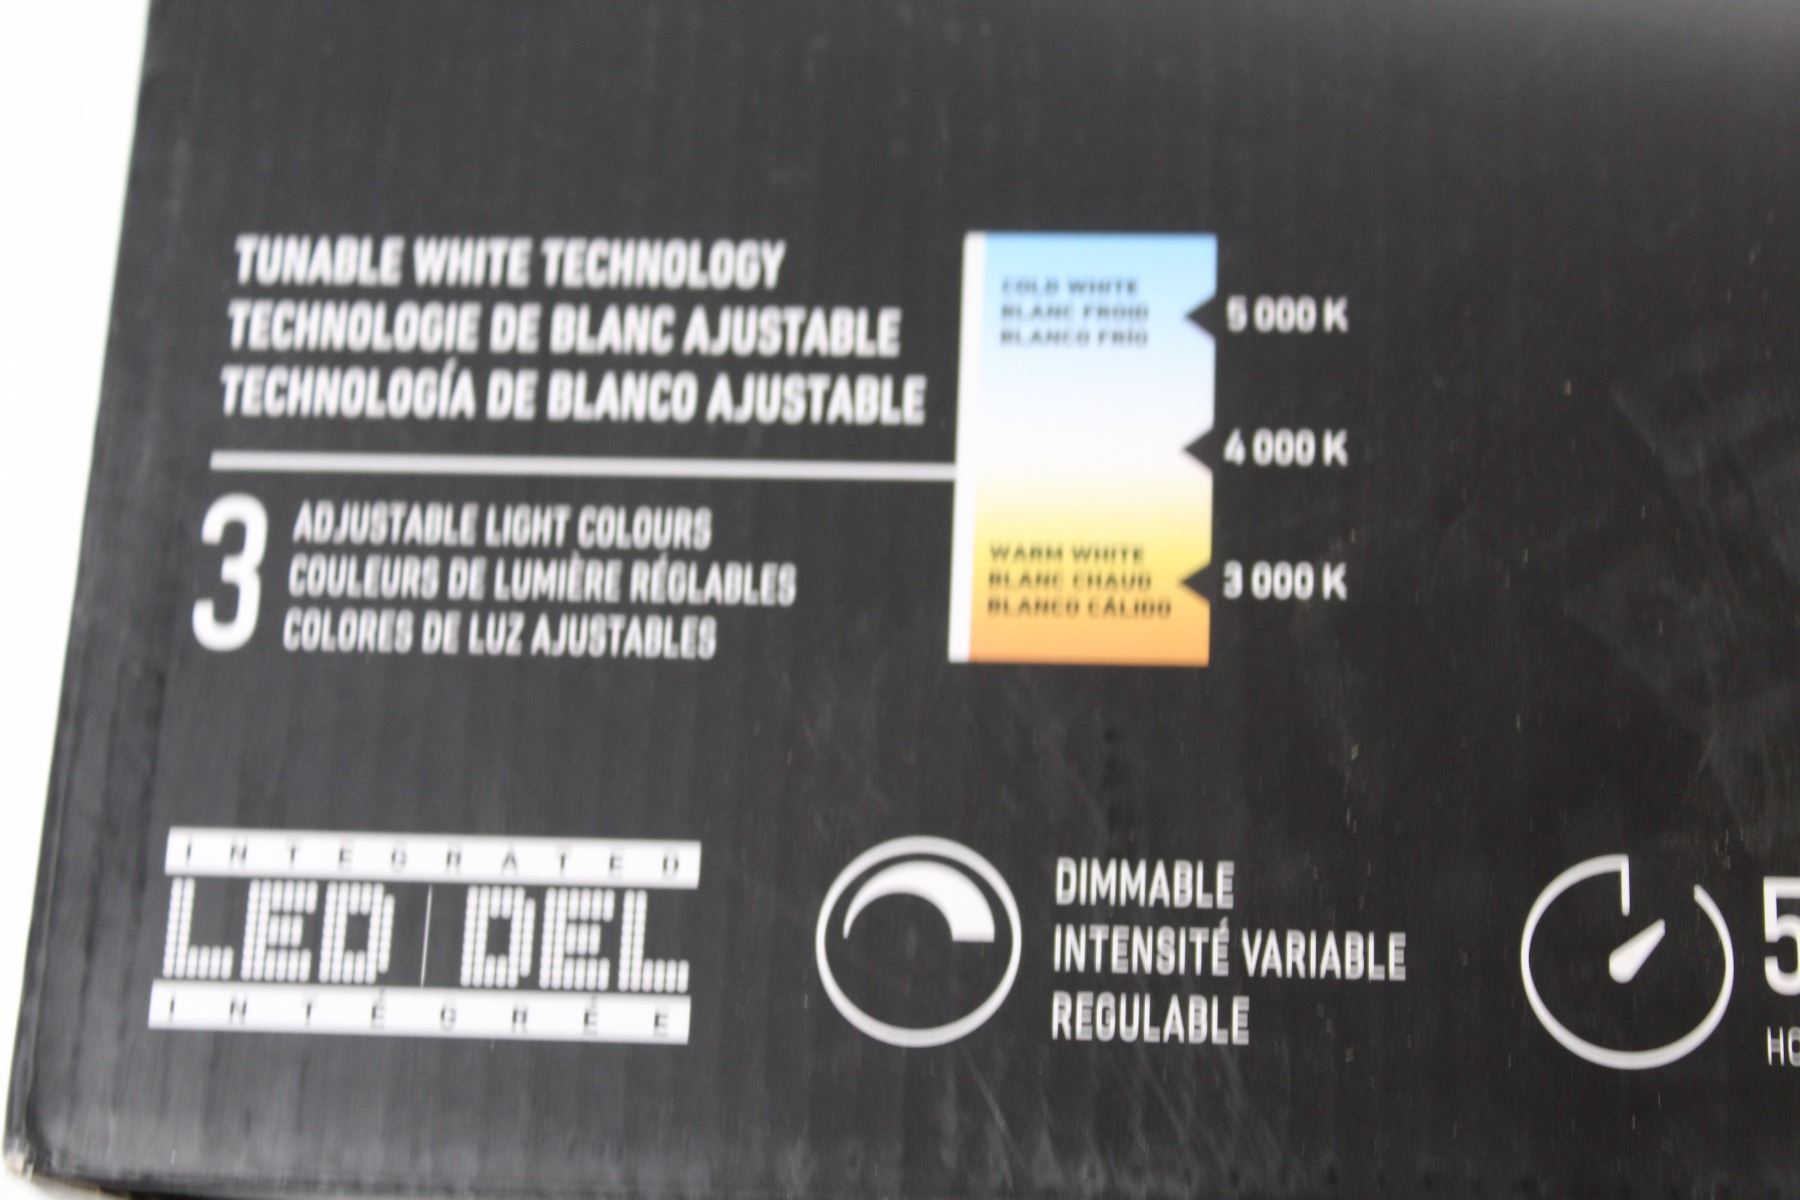 TUNABLE WHITE TECHNOLOGY
TECHNOLOGIE DE BLANC AJUSTABLE
TECHNOLOGÍA DE BLANCO AJUSTABLE
3
ADJUSTABLE LIGHT COLOURS
COULEURS DE LUMIÈRE RÉGLABLES
COLORES DE LUZ AJUSTABLES
COLD WHITE
BLANC FROID
BLANCO FRÍO
5 000 K
4 000 K
WARM WHITE
BLANC CHAUD
BLANCO CÁLIDO
3 000 K
INTEGRATED
LED | DEL
INTÉGRÉE
DIMMABLE
INTENSITÉ VARIABLE
REGULABLE
5